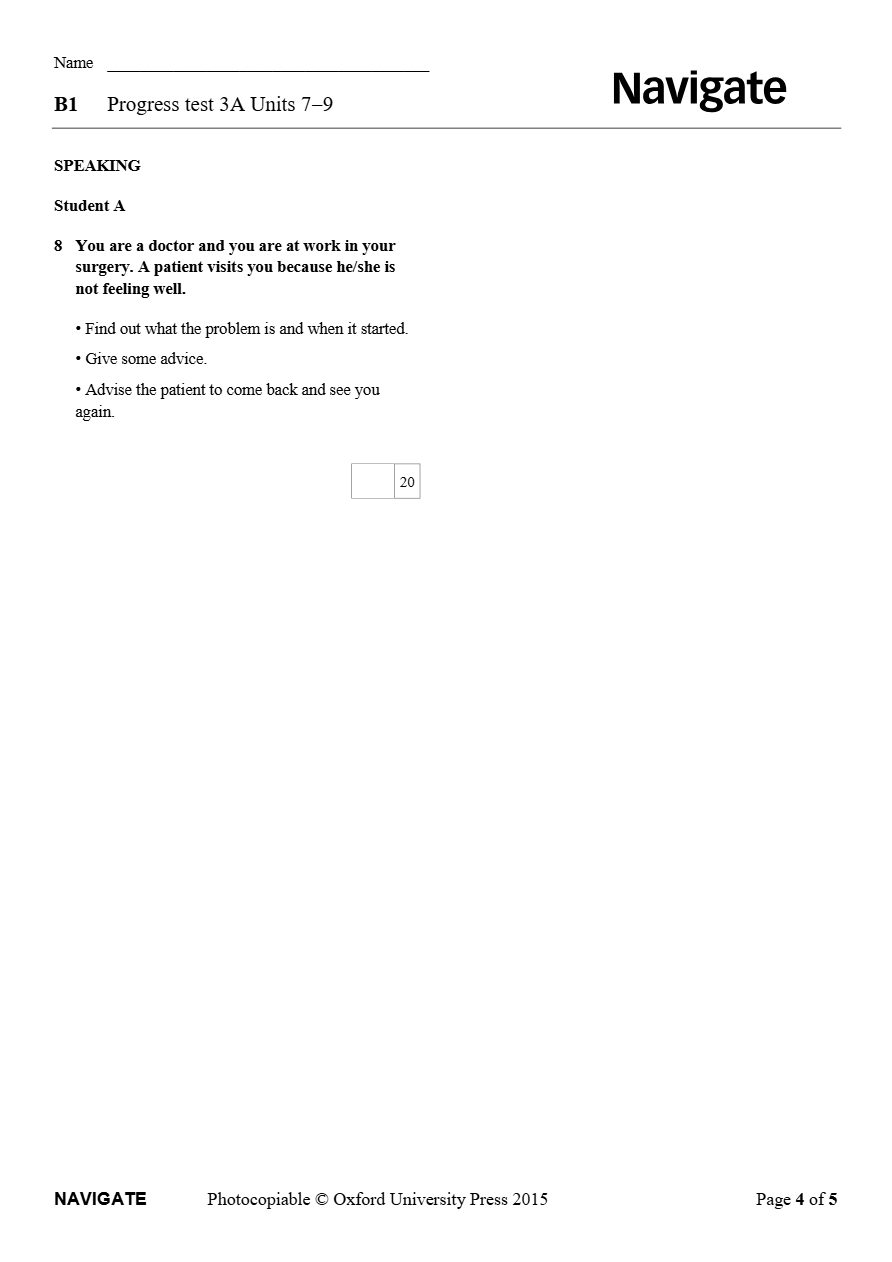 Name
Navigate
B1 Progress test 3A Units 7–9
SPEAKING
Student A
8 You are a doctor and you are at work in your
surgery. A patient visits you because he/she is
not feeling well.
• Find out what the problem is and when it started.
• Give some advice.
• Advise the patient to come back and see you
again.
20
NAVIGATE Photocopiable © Oxford University Press 2015 Page 4 of 5